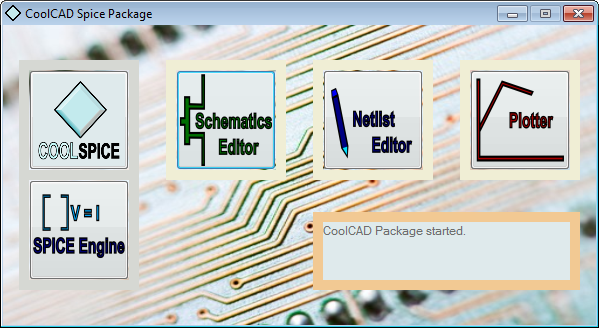 CoolCAD Spice Package
COOLSPICE
Schematics
Editor
Netlist
Editor
Plotter
[ ]V = I
SPICE Engine
CoolCAD Package started.